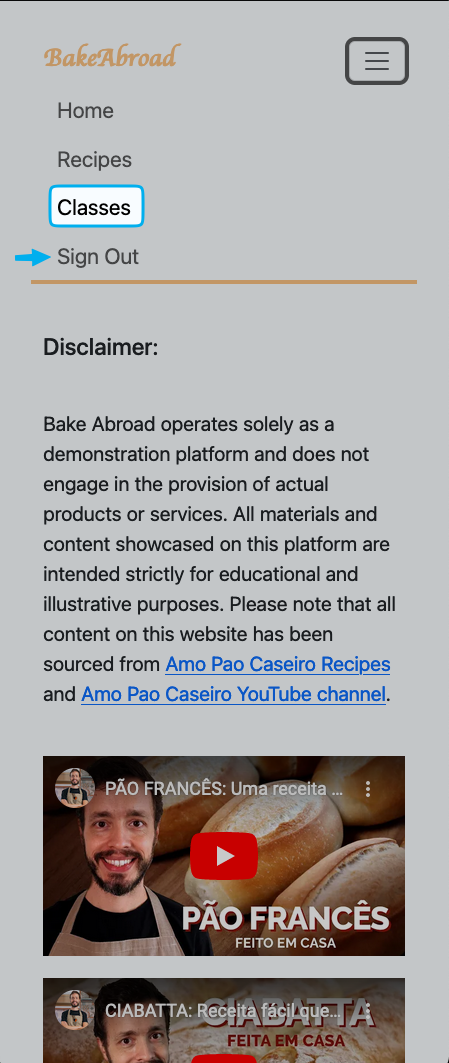 BakeAbroad
Home
Recipes
Classes
Sign Out
Disclaimer:
Bake Abroad operates solely as a
demonstration platform and does not
engage in the provision of actual
products or services. All materials and
content showcased on this platform are
intended strictly for educational and
illustrative purposes. Please note that all
content on this website has been
sourced from Amo Pao Caseiro Recipes
and Amo Pao Caseiro YouTube channel.
PÃO FRANCÊS: Uma receita ...
PÃO FRANCÊS
FEITO EM CASA
CIABATTA: Receita fácil que...
CIABATTA
FEITA EM CASA